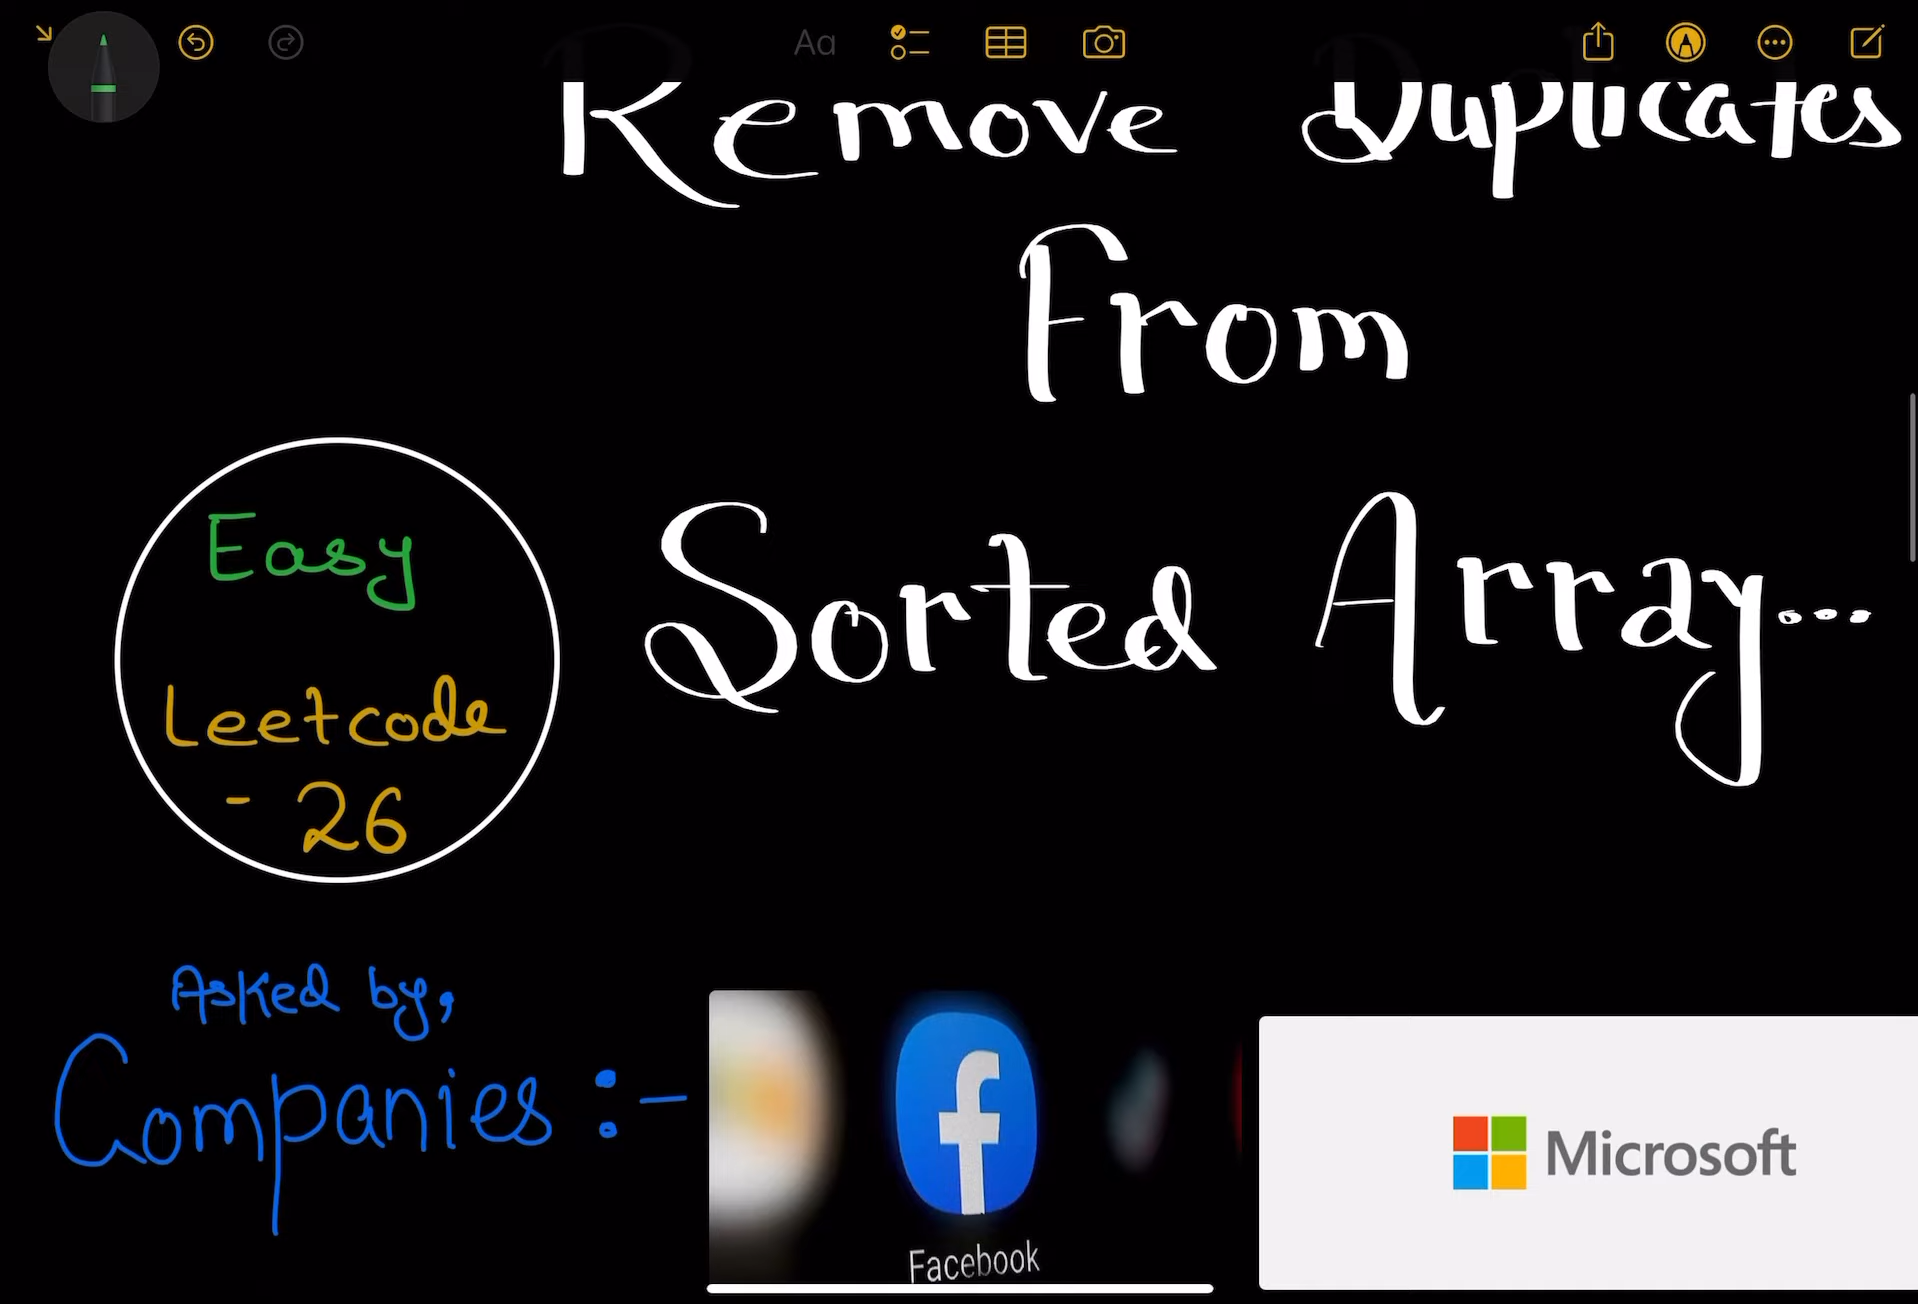 Aa
Remove Duplicates
From
Sorted Array...
Easy
Leetcode
- 26
Asked by,
Companies :-
Facebook
Microsoft